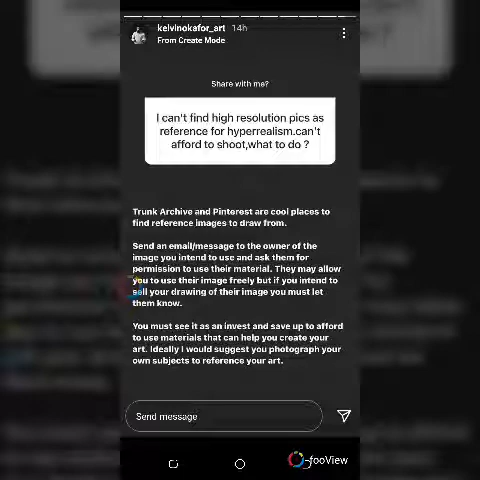 kelvinokafor_art 14h
From Create Mode
Share with me?
I can't find high resolution pics as
reference for hyperrealism.can't
afford to shoot,what to do ?
Trunk Archive and Pinterest are cool places to
find reference images to draw from.
Send an email/message to the owner of the
image you intend to use and ask them for
permission to use their material. They may allow
you to use their image freely but if you intend to
sell your drawing of their image you must let
them know.
You must see it as an invest and save up to afford
to use materials that can help you create your
art. Ideally I would suggest you photograph your
own subjects to reference your art.
Send message
fooView